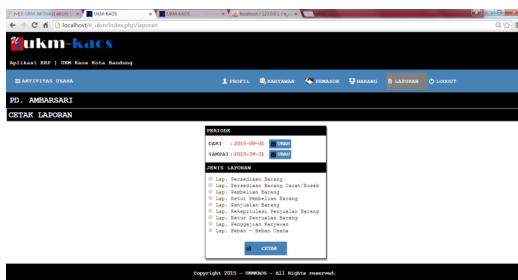 UKM-KAOS
UKM-KAOS
localhost/e_ukm/index.php/laporan
ukm-kaos
Aplikasi ERP | UKM Kaos Kota Bandung
AKTIVITAS USAHA
PROFIL
KARYAWAN
PEMASOK
BARANG
LAPORAN
LOGOUT
PD. AMBARSARI
CETAK LAPORAN
PERIODE
DARI : 2015-08-01 UBAH
SAMPAI : 2015-08-31 UBAH
JENIS LAPORAN
Lap. Persediaan Barang
Lap. Persediaan Barang Cacat/Rusak
Lap. Pembelian Barang
Lap. Retur Pembelian Barang
Lap. Penjualan Barang
Lap. Rekapitulasi Penjualan Barang
Lap. Retur Penjualan Barang
Lap. Penggajian Karyawan
Lap. Beban - Beban Usaha
CETAK
Copyright 2015 - UKMKAOS - All Rights reserved.